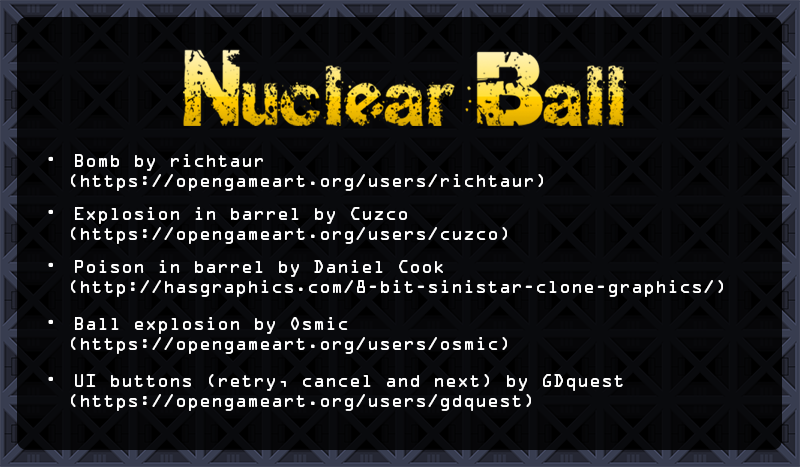 Nuclear Ball
· Bomb by richtaur
(https://opengameart.org/users/richtaur)
· Explosion in barrel by Cuzco
(https://opengameart.org/users/cuzco)
· Poison in barrel by Daniel Cook
(http://hasgraphics.com/8-bit-sinistar-clone-graphics/)
· Ball explosion by Osmic
(https://opengameart.org/users/osmic)
· UI buttons (retry, cancel and next) by GDquest
(https://opengameart.org/users/gdquest)